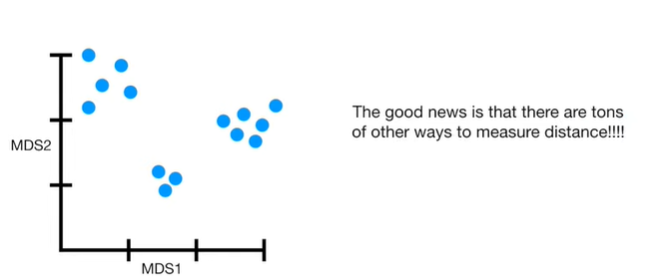 The good news is that there are tons
of other ways to measure distance!!!!
MDS2
MDS1